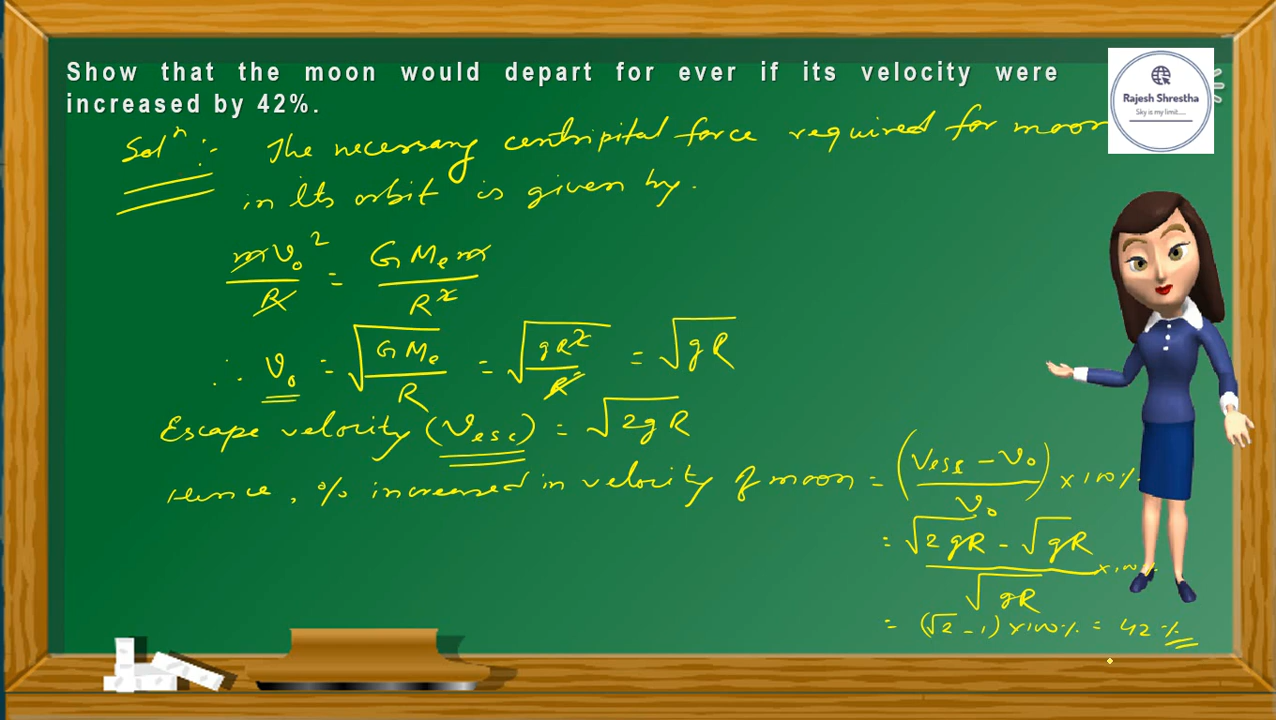 Show that the moon would depart for ever if its velocity were
increased by 42%.
Rajesh Shrestha
Sky is my limit.....
Solⁿ :- The necessary centripital force required for moon
in its orbit is given by.
mv₀²/R = GMₑm/R²
∴ v₀ = √(GMₑ/R) = √(gR²/R) = √gR
Escape velocity (Vesc) = √2gR
Hence, % increased in velocity of moon = ((Vesc - v₀)/v₀) × 100%
= (√2gR - √gR)/√gR × 100%
= (√2 - 1) × 100% = 42%